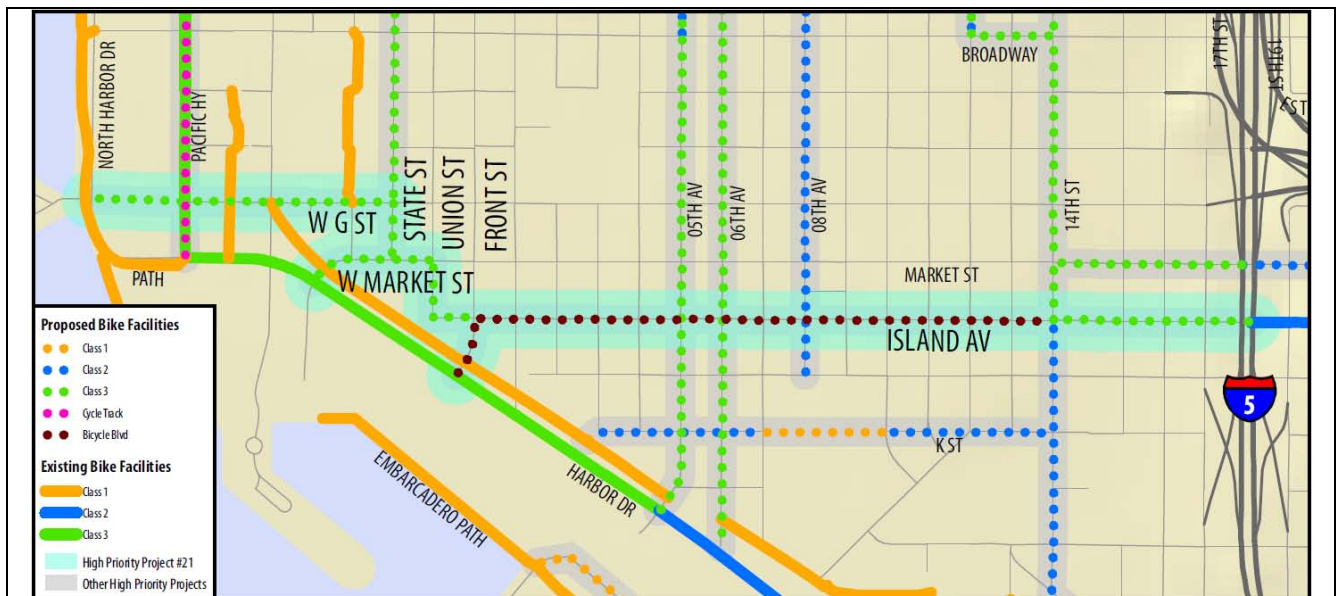 NORTH HARBOR DR
PACIFIC HY
W G ST
STATE ST
UNION ST
FRONT ST
05TH AV
06TH AV
08TH AV
BROADWAY
14TH ST
17TH ST
19TH ST
PATH
W MARKET ST
MARKET ST
ISLAND AV
K ST
HARBOR DR
EMBARCADERO PATH
5
Proposed Bike Facilities
Class 1
Class 2
Class 3
Cycle Track
Bicycle Blvd
Existing Bike Facilities
Class 1
Class 2
Class 3
High Priority Project #21
Other High Priority Projects